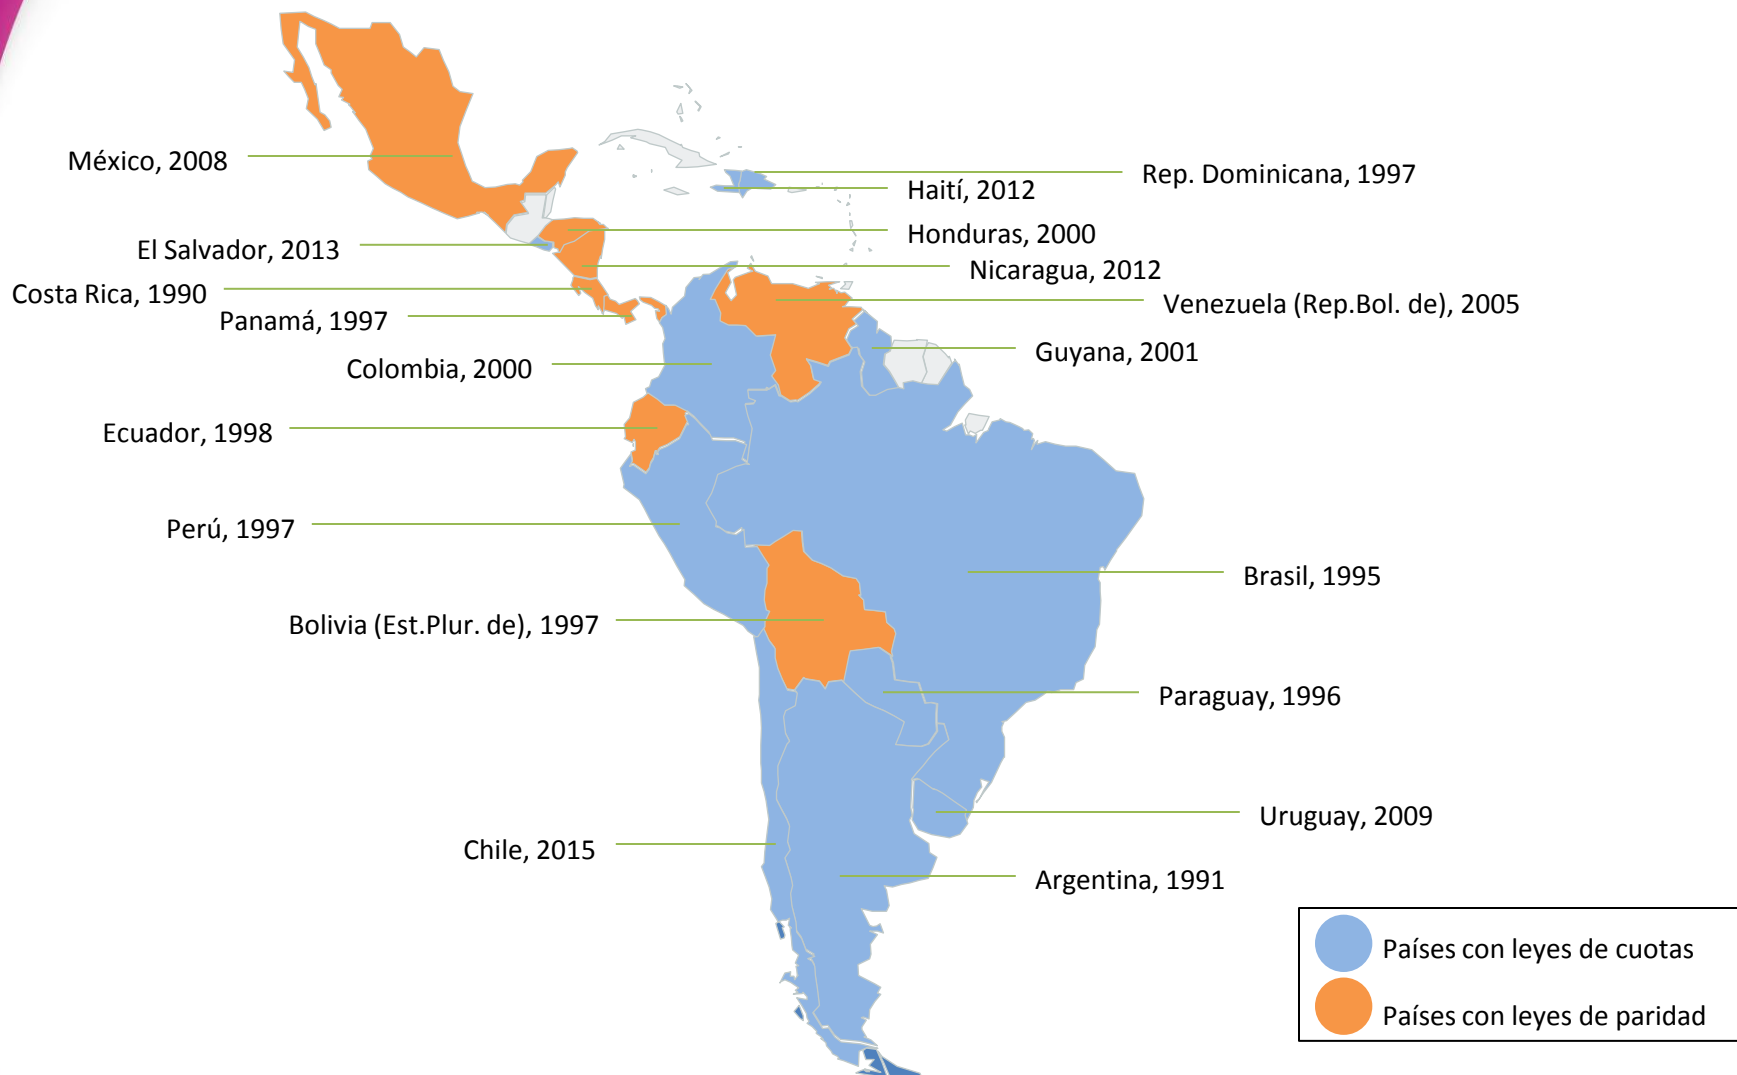 México, 2008
Rep. Dominicana, 1997
Haití, 2012
Honduras, 2000
El Salvador, 2013
Nicaragua, 2012
Costa Rica, 1990
Venezuela (Rep.Bol. de), 2005
Panamá, 1997
Guyana, 2001
Colombia, 2000
Ecuador, 1998
Perú, 1997
Brasil, 1995
Bolivia (Est.Plur. de), 1997
Paraguay, 1996
Uruguay, 2009
Chile, 2015
Argentina, 1991
Países con leyes de cuotas
Países con leyes de paridad